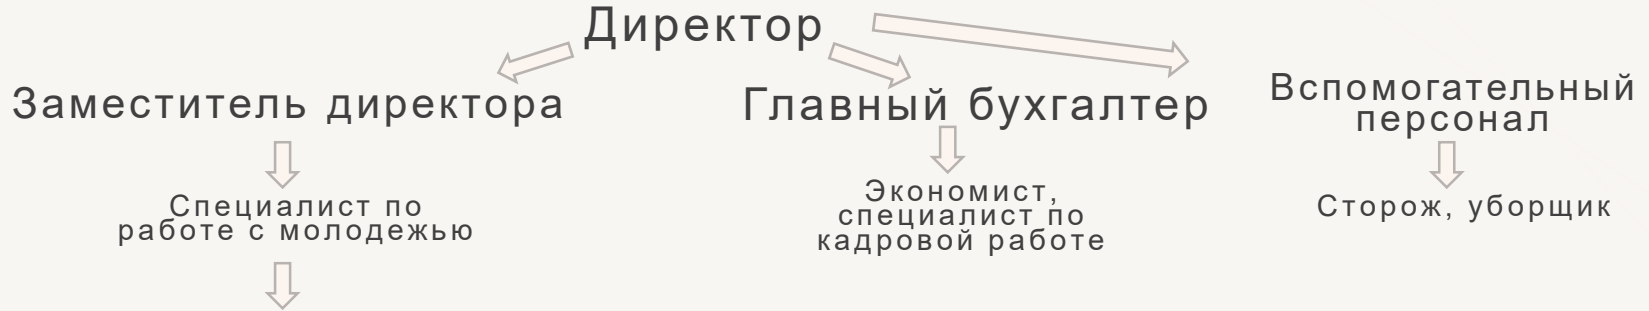 Директор
Заместитель директора
Главный бухгалтер
Вспомогательный
персонал
Специалист по
работе с молодежью
Экономист,
специалист по
кадровой работе
Сторож, уборщик